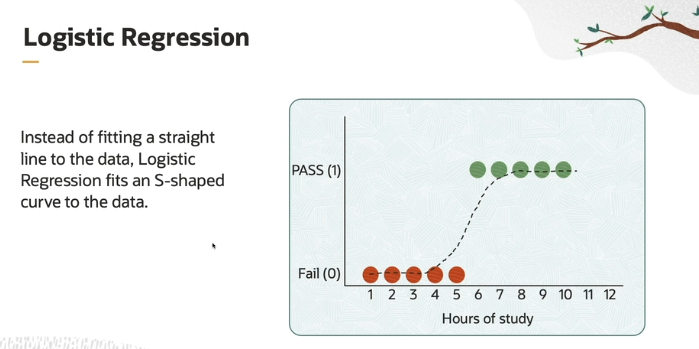 Logistic Regression
Instead of fitting a straight
line to the data, Logistic
Regression fits an S-shaped
curve to the data.
PASS (1)
Fail (0)
1 2 3 4 5 6 7 8 9 10 11 12
Hours of study